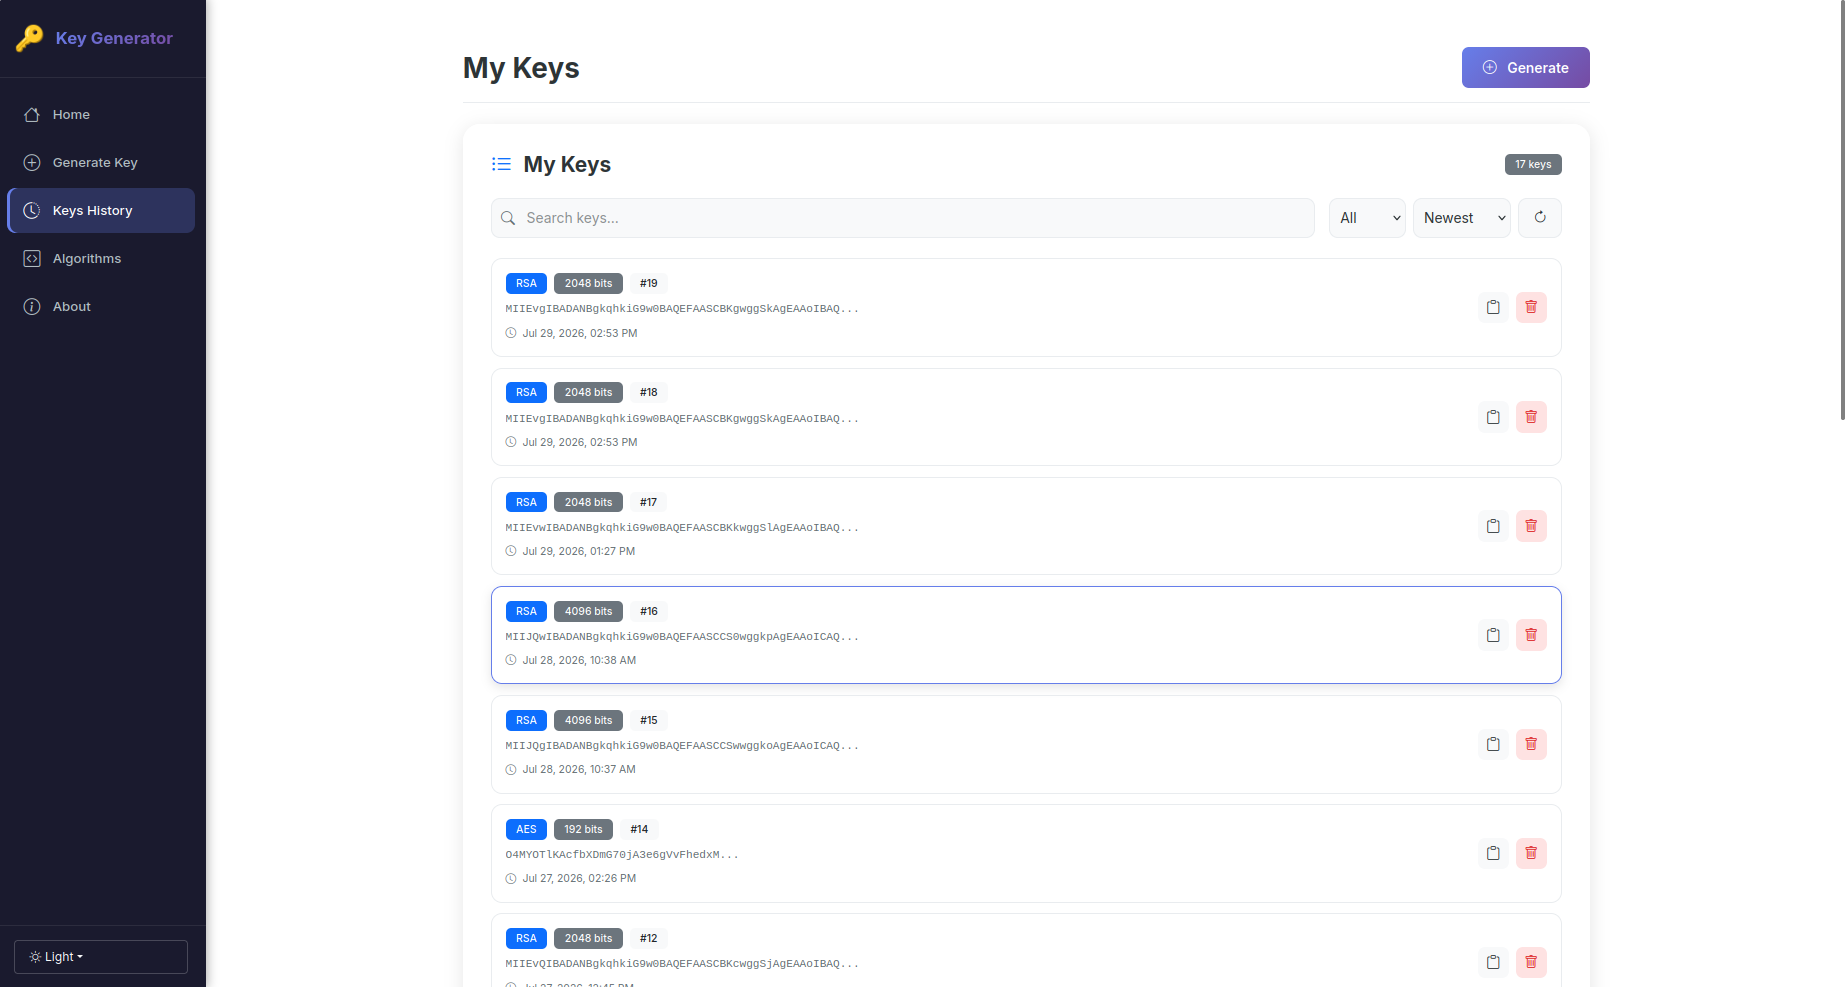 Key Generator
Home
Generate Key
Keys History
Algorithms
About
Light
My Keys
Generate
My Keys
17 keys
Search keys...
All
Newest
RSA 2048 bits #19
MIIEvgIBADANBgkqhkiG9w0BAQEFAASCBKgwggSkAgEAAoIBAQ...
Jul 29, 2026, 02:53 PM
RSA 2048 bits #18
MIIEvgIBADANBgkqhkiG9w0BAQEFAASCBKgwggSkAgEAAoIBAQ...
Jul 29, 2026, 02:53 PM
RSA 2048 bits #17
MIIEvwIBADANBgkqhkiG9w0BAQEFAASCBKkwggSlAgEAAoIBAQ...
Jul 29, 2026, 01:27 PM
RSA 4096 bits #16
MIIJQwIBADANBgkqhkiG9w0BAQEFAASCCS0wggkpAgEAAoICAQ...
Jul 28, 2026, 10:38 AM
RSA 4096 bits #15
MIIJQgIBADANBgkqhkiG9w0BAQEFAASCCSwwggkoAgEAAoICAQ...
Jul 28, 2026, 10:37 AM
AES 192 bits #14
O4MYOTlKAcfbXDmG70jA3e6gVvFhedxM...
Jul 27, 2026, 02:26 PM
RSA 2048 bits #12
MIIEvQIBADANBgkqhkiG9w0BAQEFAASCBKcwggSjAgEAAoIBAQ...